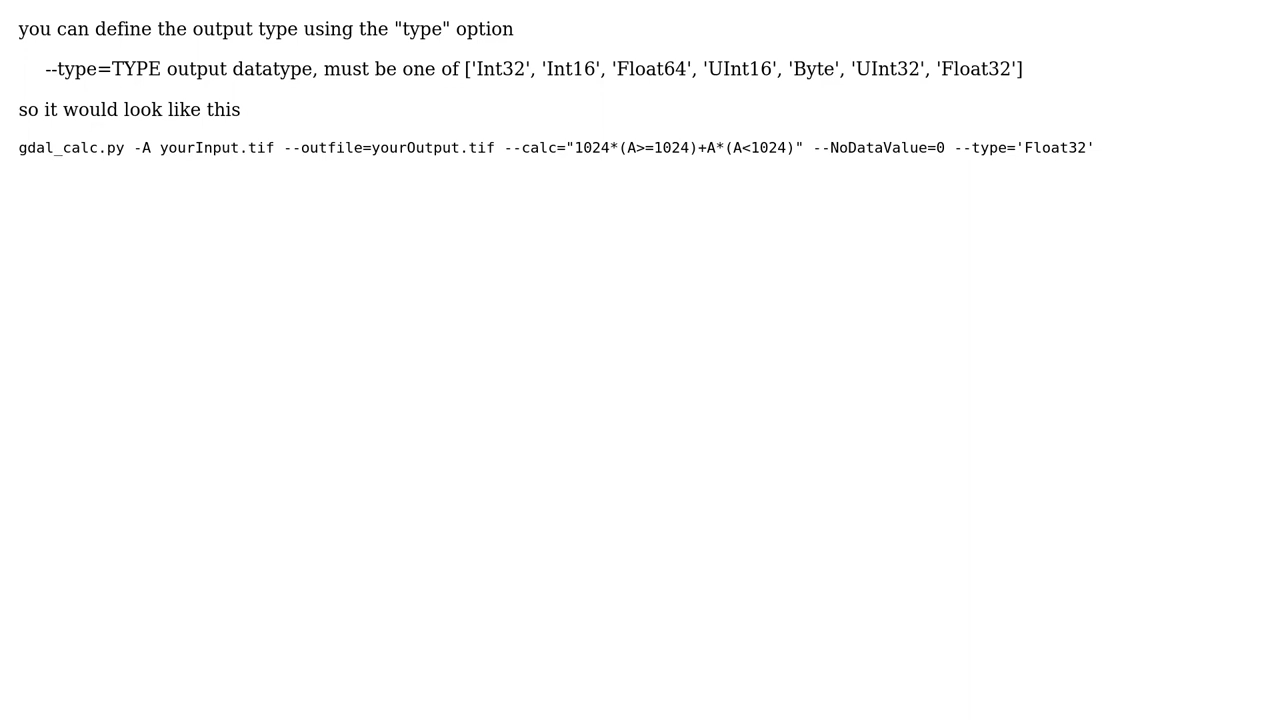 you can define the output type using the "type" option
--type=TYPE output datatype, must be one of ['Int32', 'Int16', 'Float64', 'UInt16', 'Byte', 'UInt32', 'Float32']
so it would look like this
gdal_calc.py -A yourInput.tif --outfile=yourOutput.tif --calc="1024*(A>=1024)+A*(A<1024)" --NoDataValue=0 --type='Float32'